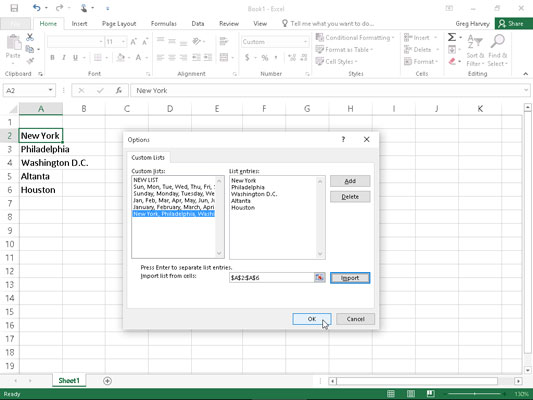 Book1 - Excel
File Home Insert Page Layout Formulas Data Review View Tell me what you want to do... Greg Harvey Share
Paste
B I U 11 A A
Custom
$ % ,
Conditional Formatting
Format as Table
Cell Styles
Insert
Delete
Format
Sort & Find &
Filter Select
Clipboard Font Alignment Number Styles Cells Editing
A2 fx New York
A B C D E F G H I J K
1
2 New York
3 Philadelphia
4 Washington D.C.
5 Altanta
6 Houston
7
8
9
10
11
12
13
14
15
16
17
18
19
Options ?
Custom Lists
Custom lists:
NEW LIST
Sun, Mon, Tue, Wed, Thu, Fri, S
Sunday, Monday, Tuesday, We
Jan, Feb, Mar, Apr, May, Jun, Ju
January, February, March, April
New York, Philadelphia, Washi
List entries:
New York
Philadelphia
Washington D.C.
Altanta
Houston
Add
Delete
Press Enter to separate list entries.
Import list from cells: $A$2:$A$6 Import
OK Cancel
Sheet1
Ready 130%